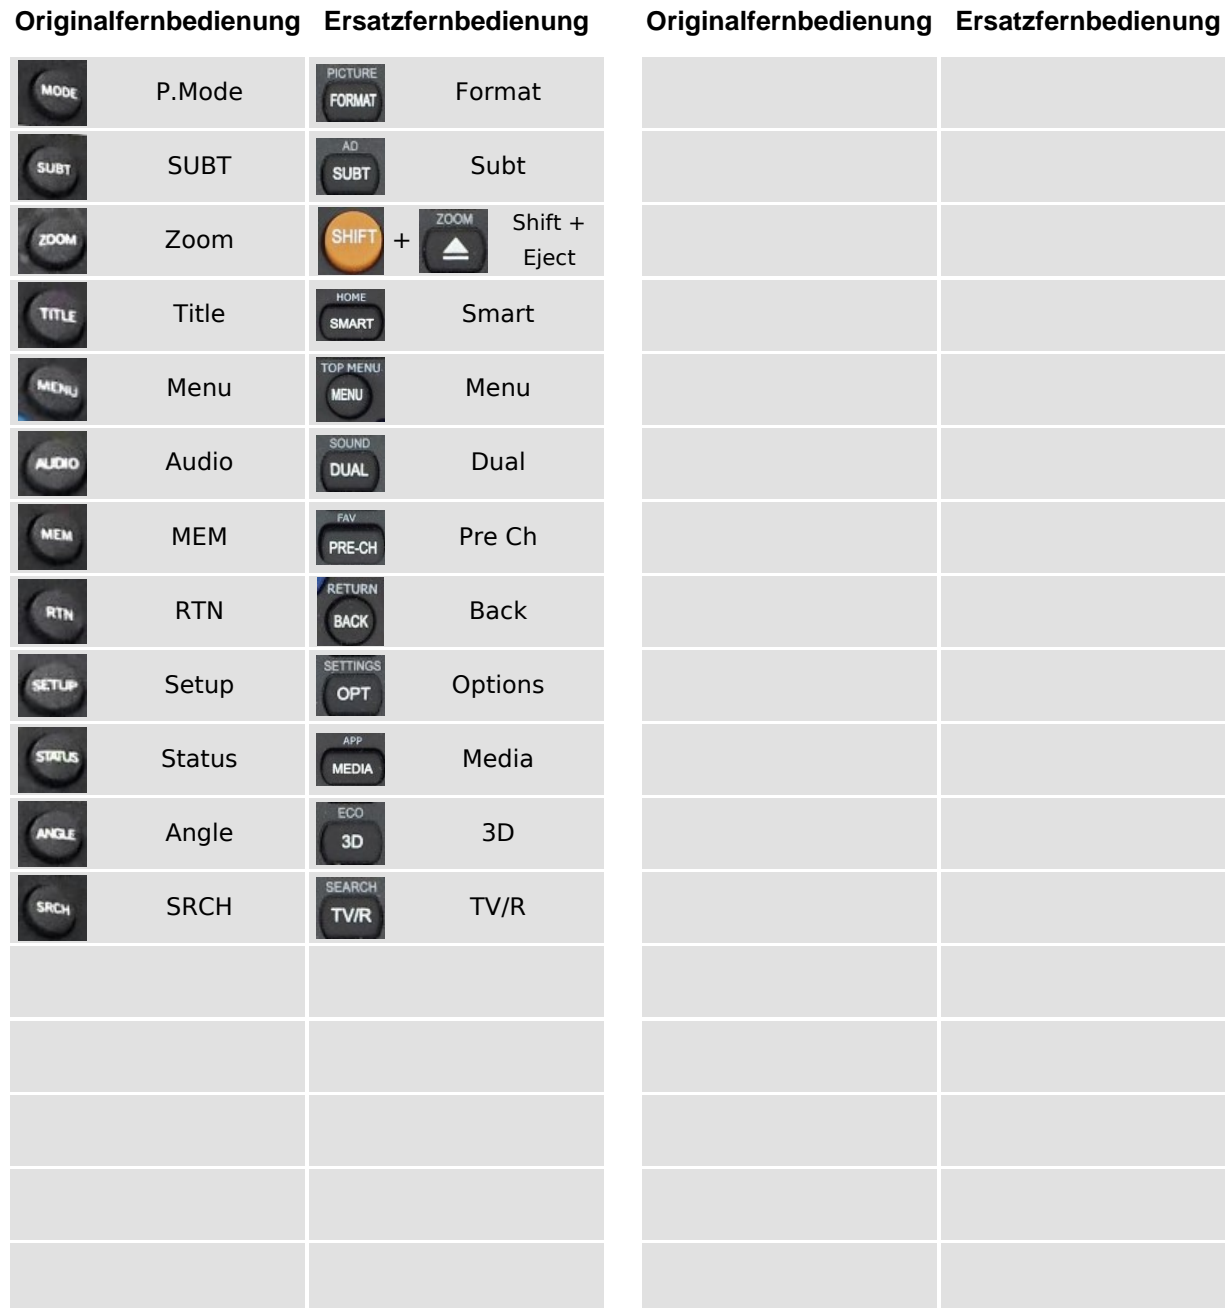 Originalfernbedienung Ersatzfernbedienung Originalfernbedienung Ersatzfernbedienung
MODE P.Mode PICTURE FORMAT Format
SUBT SUBT AD SUBT Subt
ZOOM Zoom SHIFT + ZOOM Shift + Eject
TITLE Title HOME SMART Smart
MENU Menu TOP MENU MENU Menu
AUDIO Audio SOUND DUAL Dual
MEM MEM FAV PRE-CH Pre Ch
RTN RTN RETURN BACK Back
SETUP Setup SETTINGS OPT Options
STATUS Status APP MEDIA Media
ANGLE Angle ECO 3D 3D
SRCH SRCH SEARCH TV/R TV/R